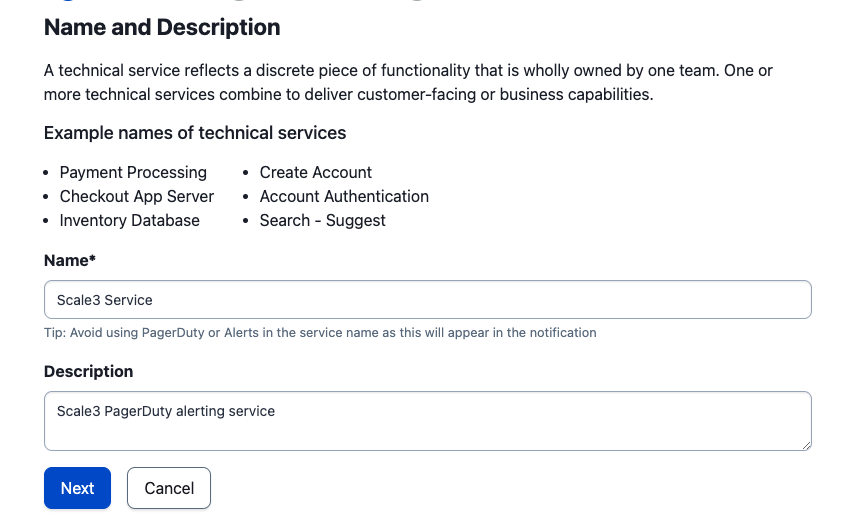 Name and Description
A technical service reflects a discrete piece of functionality that is wholly owned by one team. One or
more technical services combine to deliver customer-facing or business capabilities.
Example names of technical services
• Payment Processing
• Checkout App Server
• Inventory Database
• Create Account
• Account Authentication
• Search - Suggest
Name*
Scale3 Service
Tip: Avoid using PagerDuty or Alerts in the service name as this will appear in the notification
Description
Scale3 PagerDuty alerting service
Next
Cancel